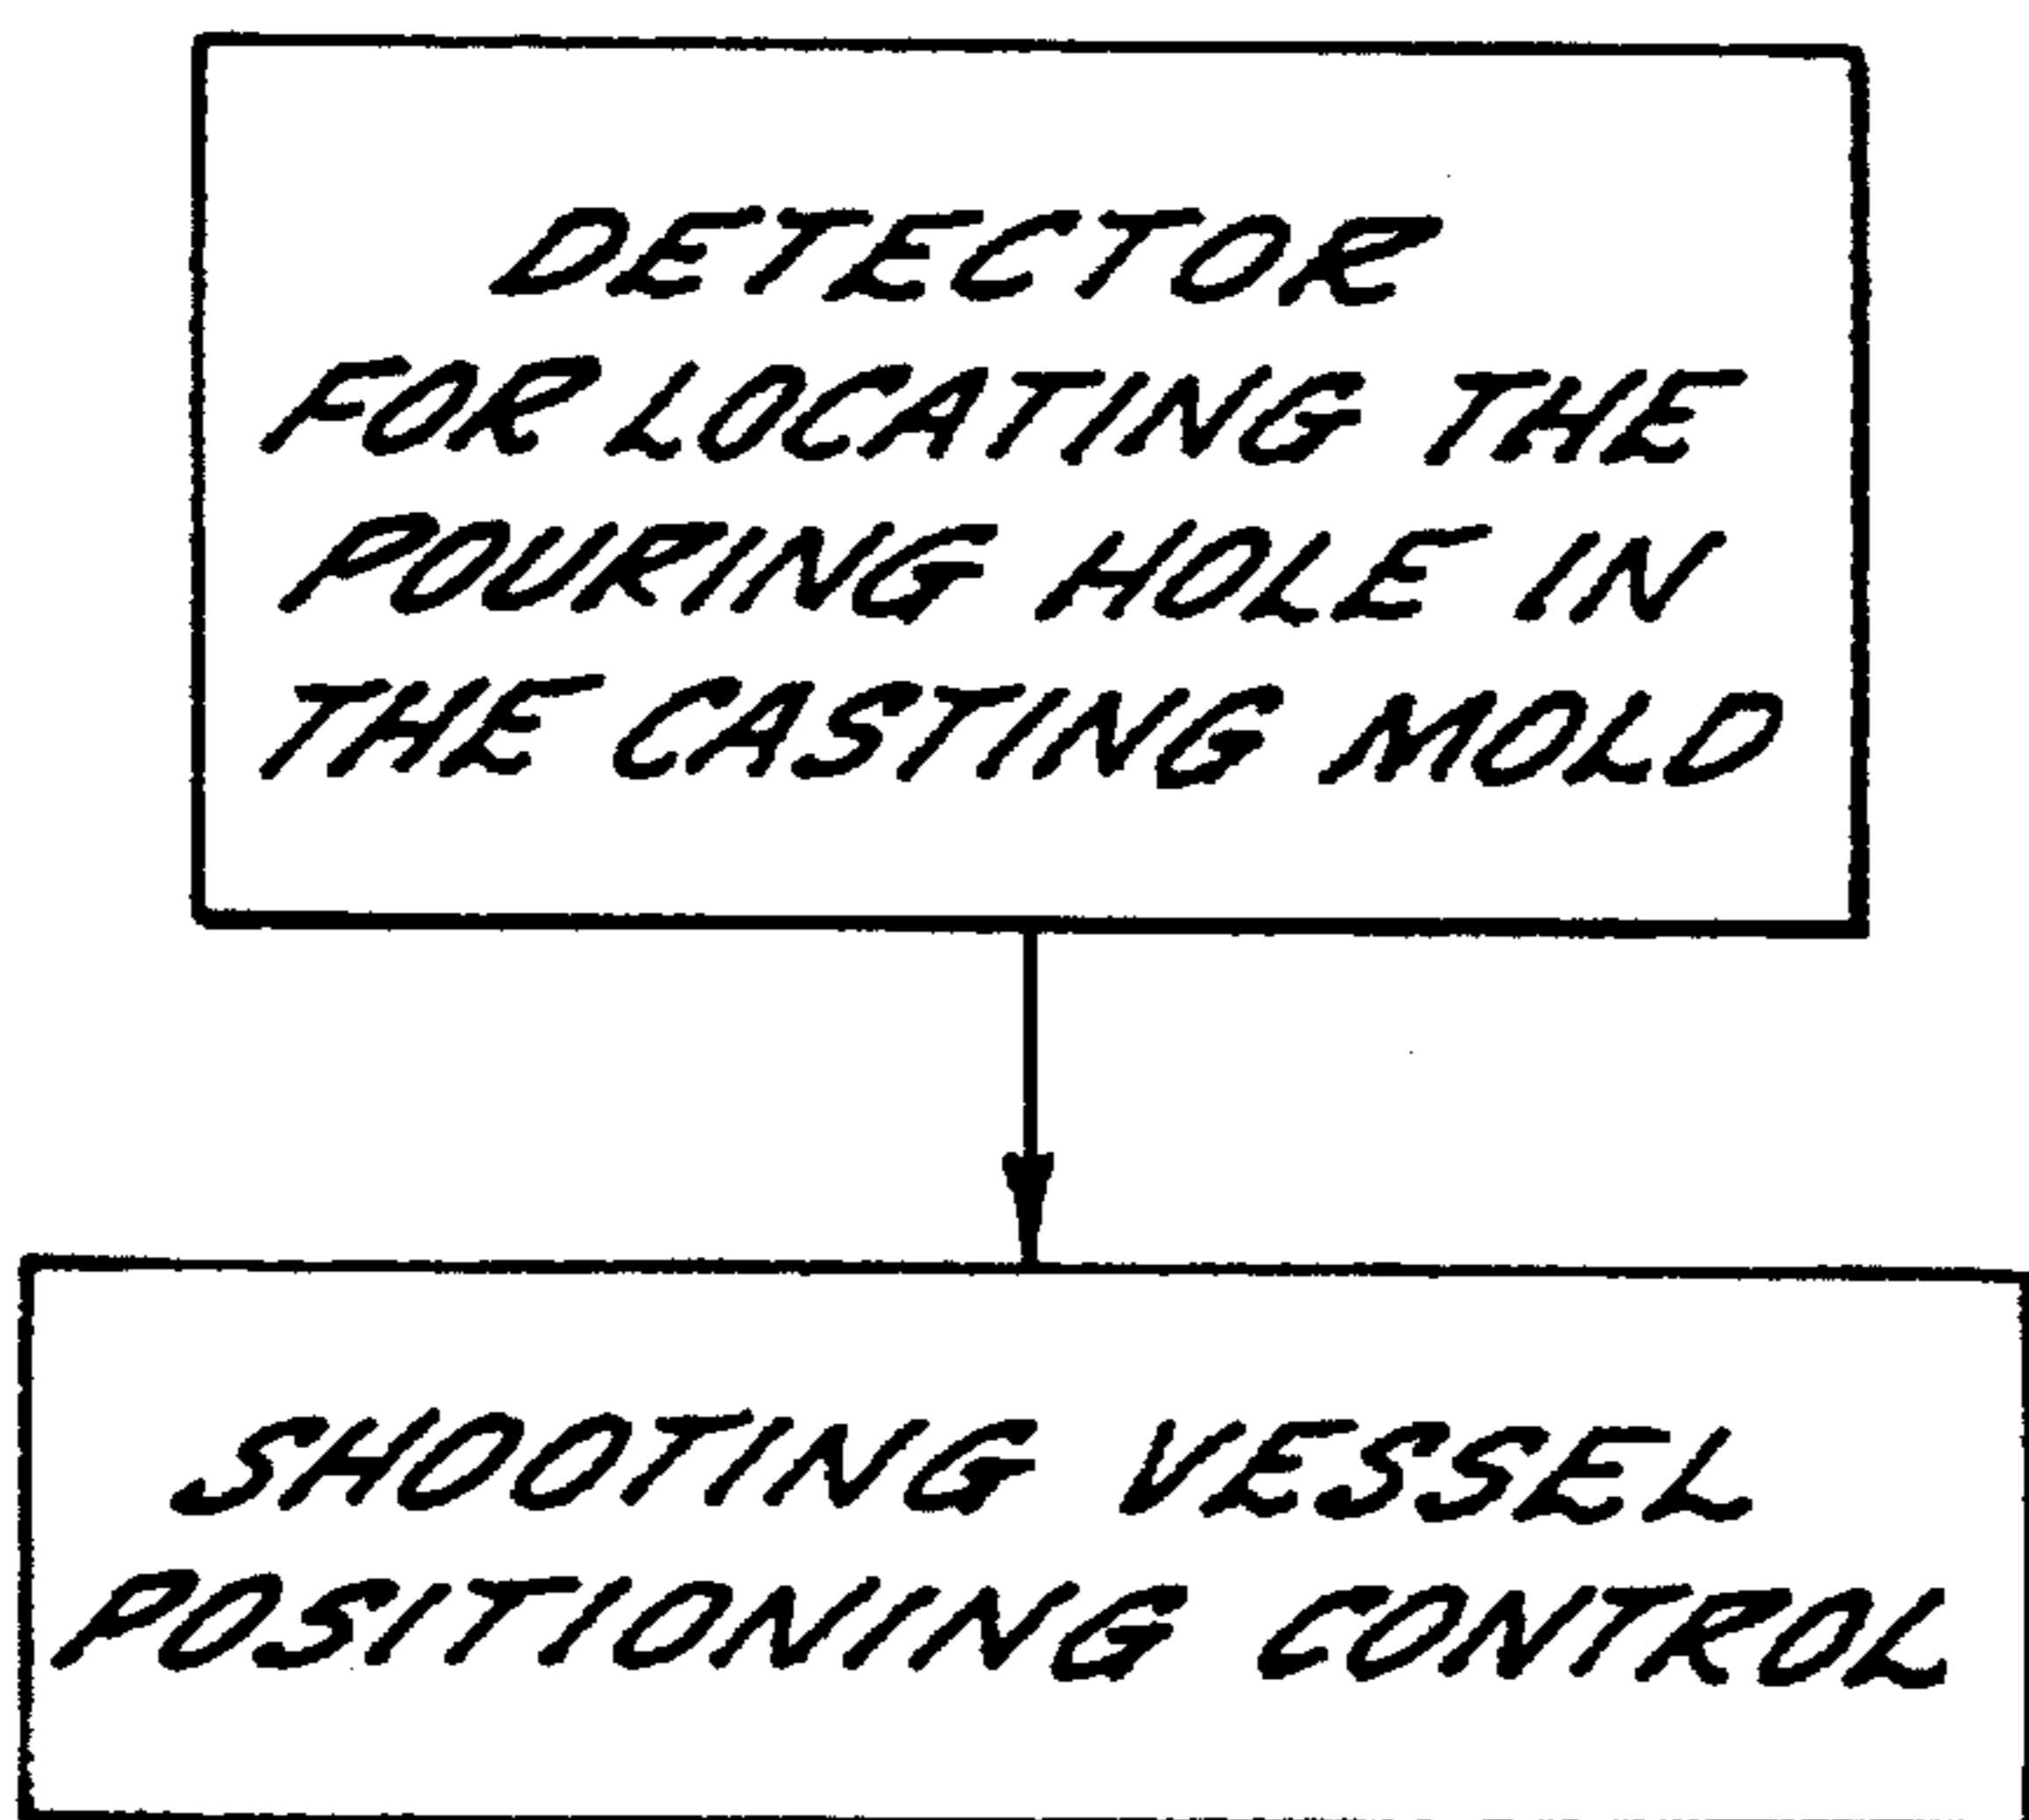 DETECTOR
FOR LOCATING THE
POURING HOLE IN
THE CASTING MOLD
SHOOTING VESSEL
POSITIONING CONTROL